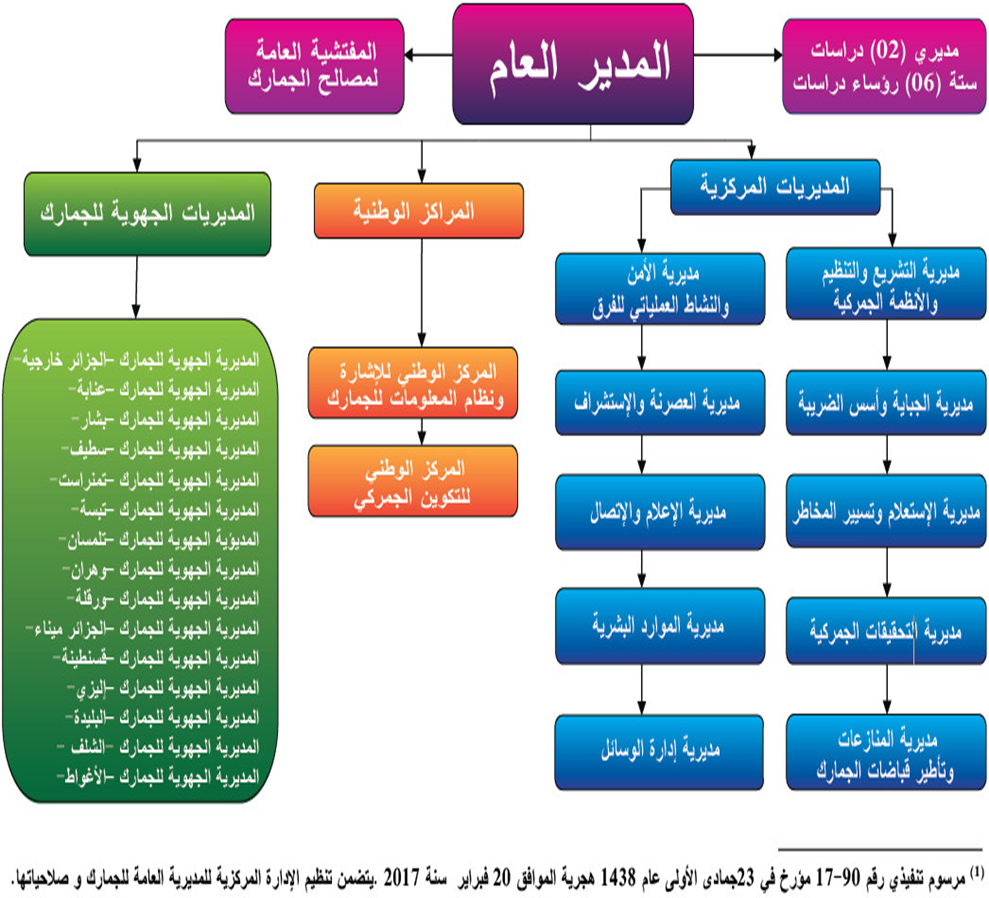 المدير العام
مديري (02) دراسات
ستة (06) رؤساء دراسات
المفتشية العامة
لمصالح الجمارك
المديريات المركزية
مديرية التشريع والتنظيم
والأنظمة الجمركية
مديرية الجباية وأسس الضريبة
مديرية الإستعلام وتسيير المخاطر
مديرية التحقيقات الجمركية
مديرية المنازعات
وتأطير قباضات الجمارك
مديرية الأمن
والنشاط العملياتي للفرق
مديرية العصرنة والإستشراف
مديرية الإعلام والإتصال
مديرية الموارد البشرية
مديرية إدارة الوسائل
المراكز الوطنية
المركز الوطني للإشارة
ونظام المعلومات للجمارك
المركز الوطني
للتكوين الجمركي
المديريات الجهوية للجمارك
المديرية الجهوية للجمارك -الجزائر خارجية-
المديرية الجهوية للجمارك -عنابة-
المديرية الجهوية للجمارك -بشار-
المديرية الجهوية للجمارك -سطيف-
المديرية الجهوية للجمارك -تمنراست-
المديرية الجهوية للجمارك -تبسة-
المديؤية الجهوية للجمارك -تلمسان-
المديرية الجهوية للجمارك -وهران-
المديرية الجهوية للجمارك -ورقلة-
المديرية الجهوية للجمارك -الجزائر ميناء-
المديرية الجهوية للجمارك -قسنطينة-
المديرية الجهوية للجمارك -إليزي-
المديرية الجهوية للجمارك -البليدة-
المديرية الجهوية للجمارك -الشلف-
المديرية الجهوية للجمارك -الأغواط-
(1) مرسوم تنفيذي رقم 90-17 مؤرخ في 23جمادى الأولى عام 1438 هجرية الموافق 20 فبراير سنة 2017 .يتضمن تنظيم الإدارة المركزية للمديرية العامة للجمارك و صلاحياتها.